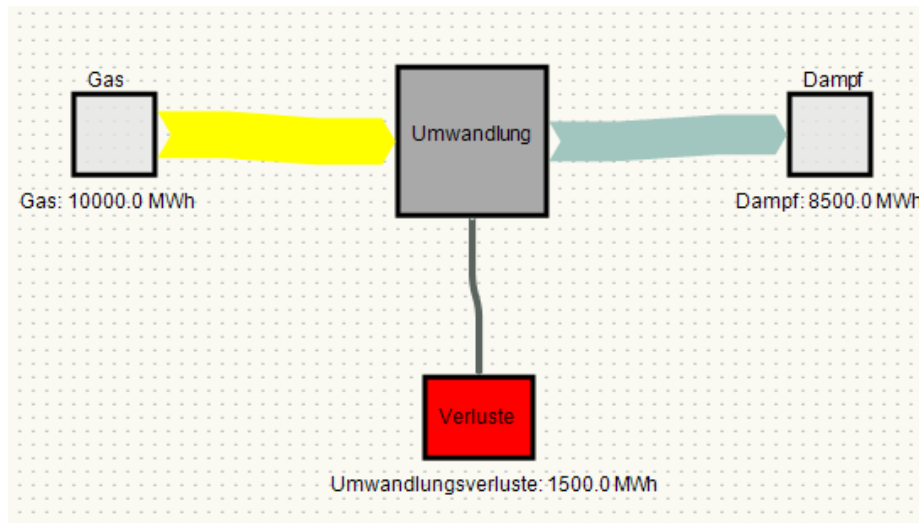 Gas
Dampf
Umwandlung
Gas: 10000.0 MWh
Dampf: 8500.0 MWh
Verluste
Umwandlungsverluste: 1500.0 MWh